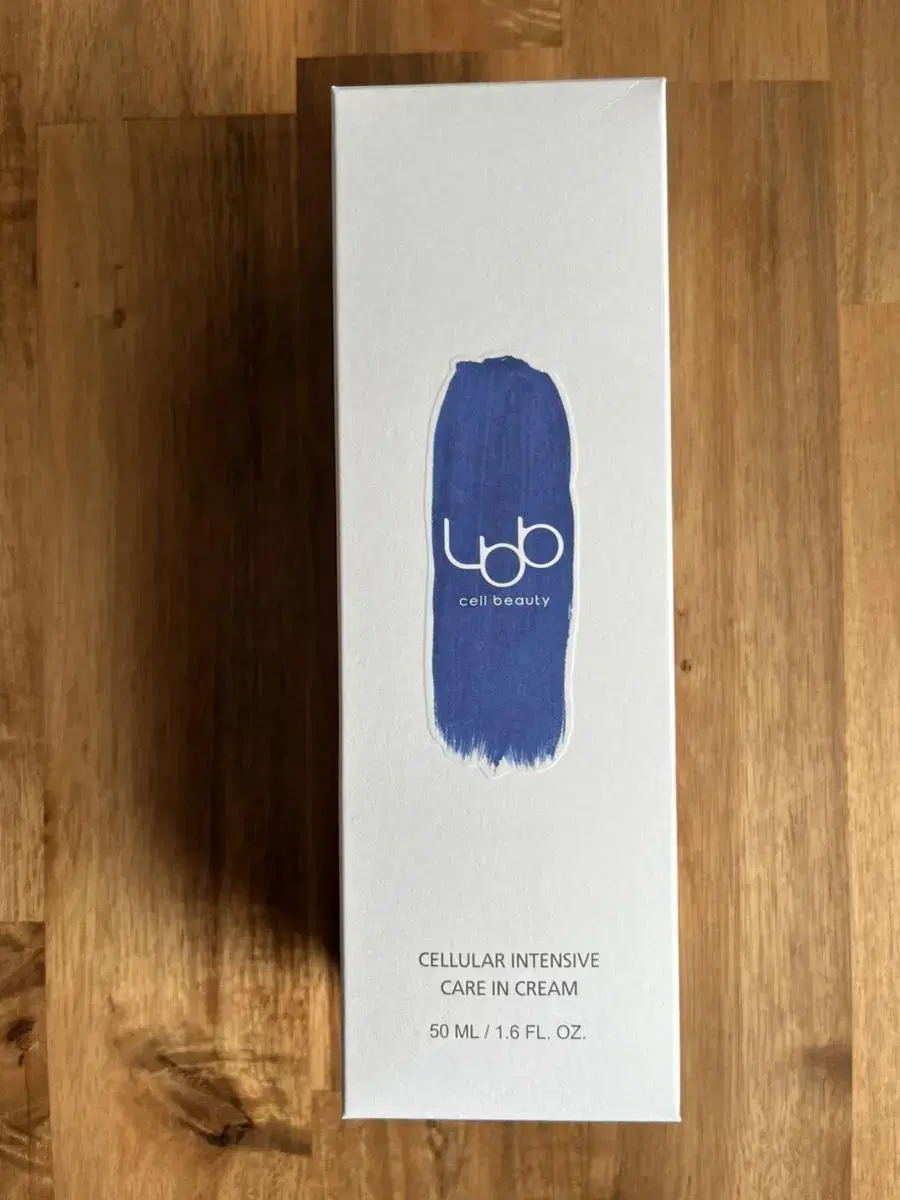 Lbb
cell beauty
CELLULAR INTENSIVE
CARE IN CREAM
50 ML / 1.6 FL. OZ.